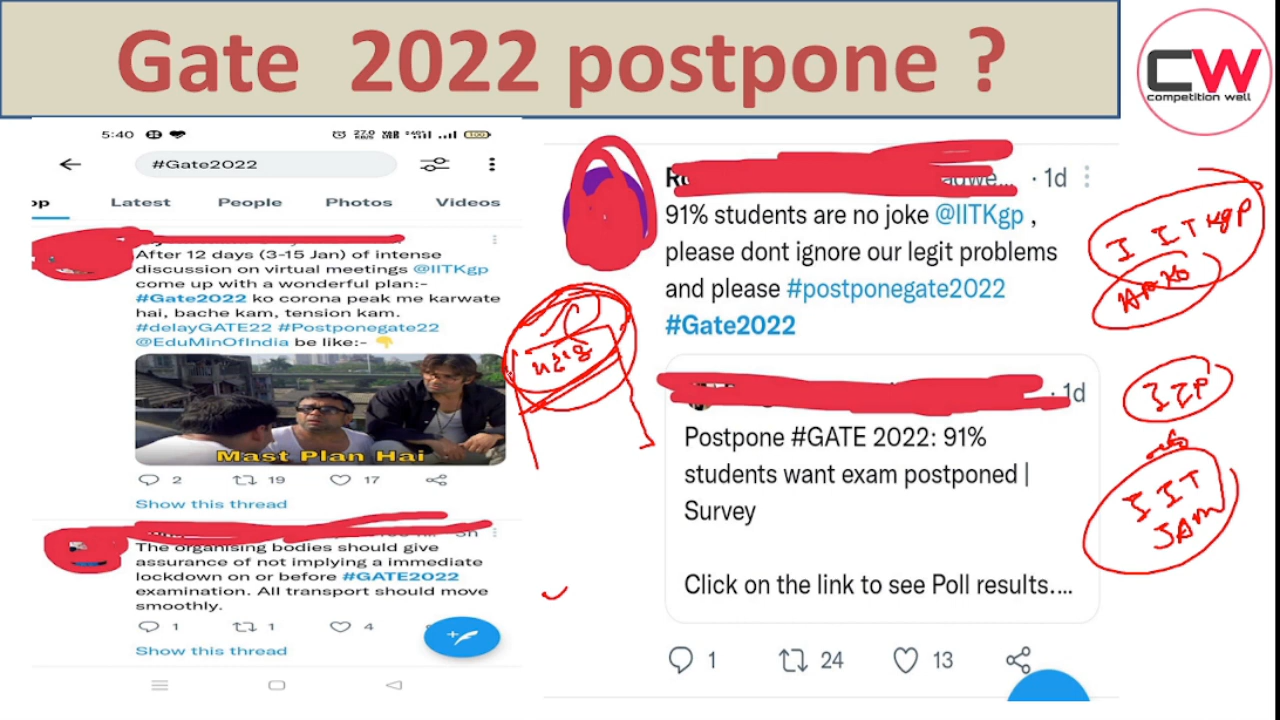 Gate 2022 postpone ?
CW
competition well
5:40
27.0
KB/S
100
#Gate2022
op Latest People Photos Videos
After 12 days (3-15 Jan) of intense
discussion on virtual meetings @IITKgp
come up with a wonderful plan:-
#Gate2022 ko corona peak me karwate
hai, bache kam, tension kam.
#delayGATE22 #Postponegate22
@EduMinOfIndia be like:- 👇
Mast Plan Hai
2 19 17
Show this thread
The organising bodies should give
assurance of not implying a immediate
lockdown on or before #GATE2022
examination. All transport should move
smoothly.
1 1 4
Show this thread
· 1d
91% students are no joke @IITKgp ,
please dont ignore our legit problems
and please #postponegate2022
#Gate2022
· 1d
Postpone #GATE 2022: 91%
students want exam postponed |
Survey
Click on the link to see Poll results....
1 24 13
I IT Kgp
IIT
JAM